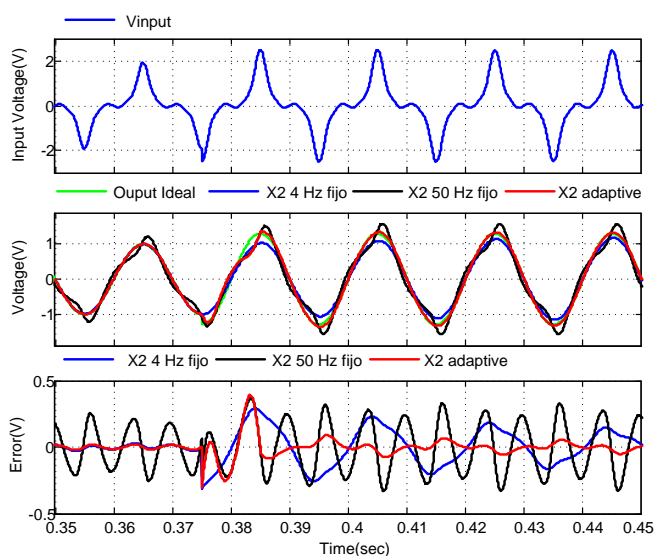 Vinput
2
0
-2
Input Voltage(V)
Ouput Ideal X2 4 Hz fijo X2 50 Hz fijo X2 adaptive
1
0
-1
Voltage(V)
X2 4 Hz fijo X2 50 Hz fijo X2 adaptive
0.5
0
-0.5
Error(V)
0.35 0.36 0.37 0.38 0.39 0.4 0.41 0.42 0.43 0.44 0.45
Time(sec)